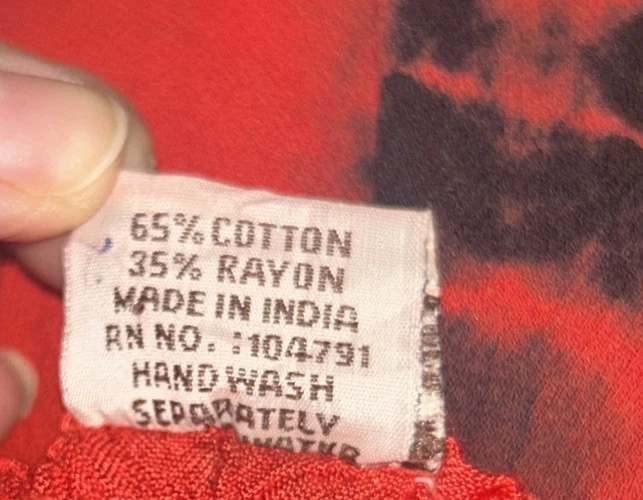 65% COTTON
35% RAYON
MADE IN INDIA
RN NO. :104791
HAND WASH
SEPARATELY